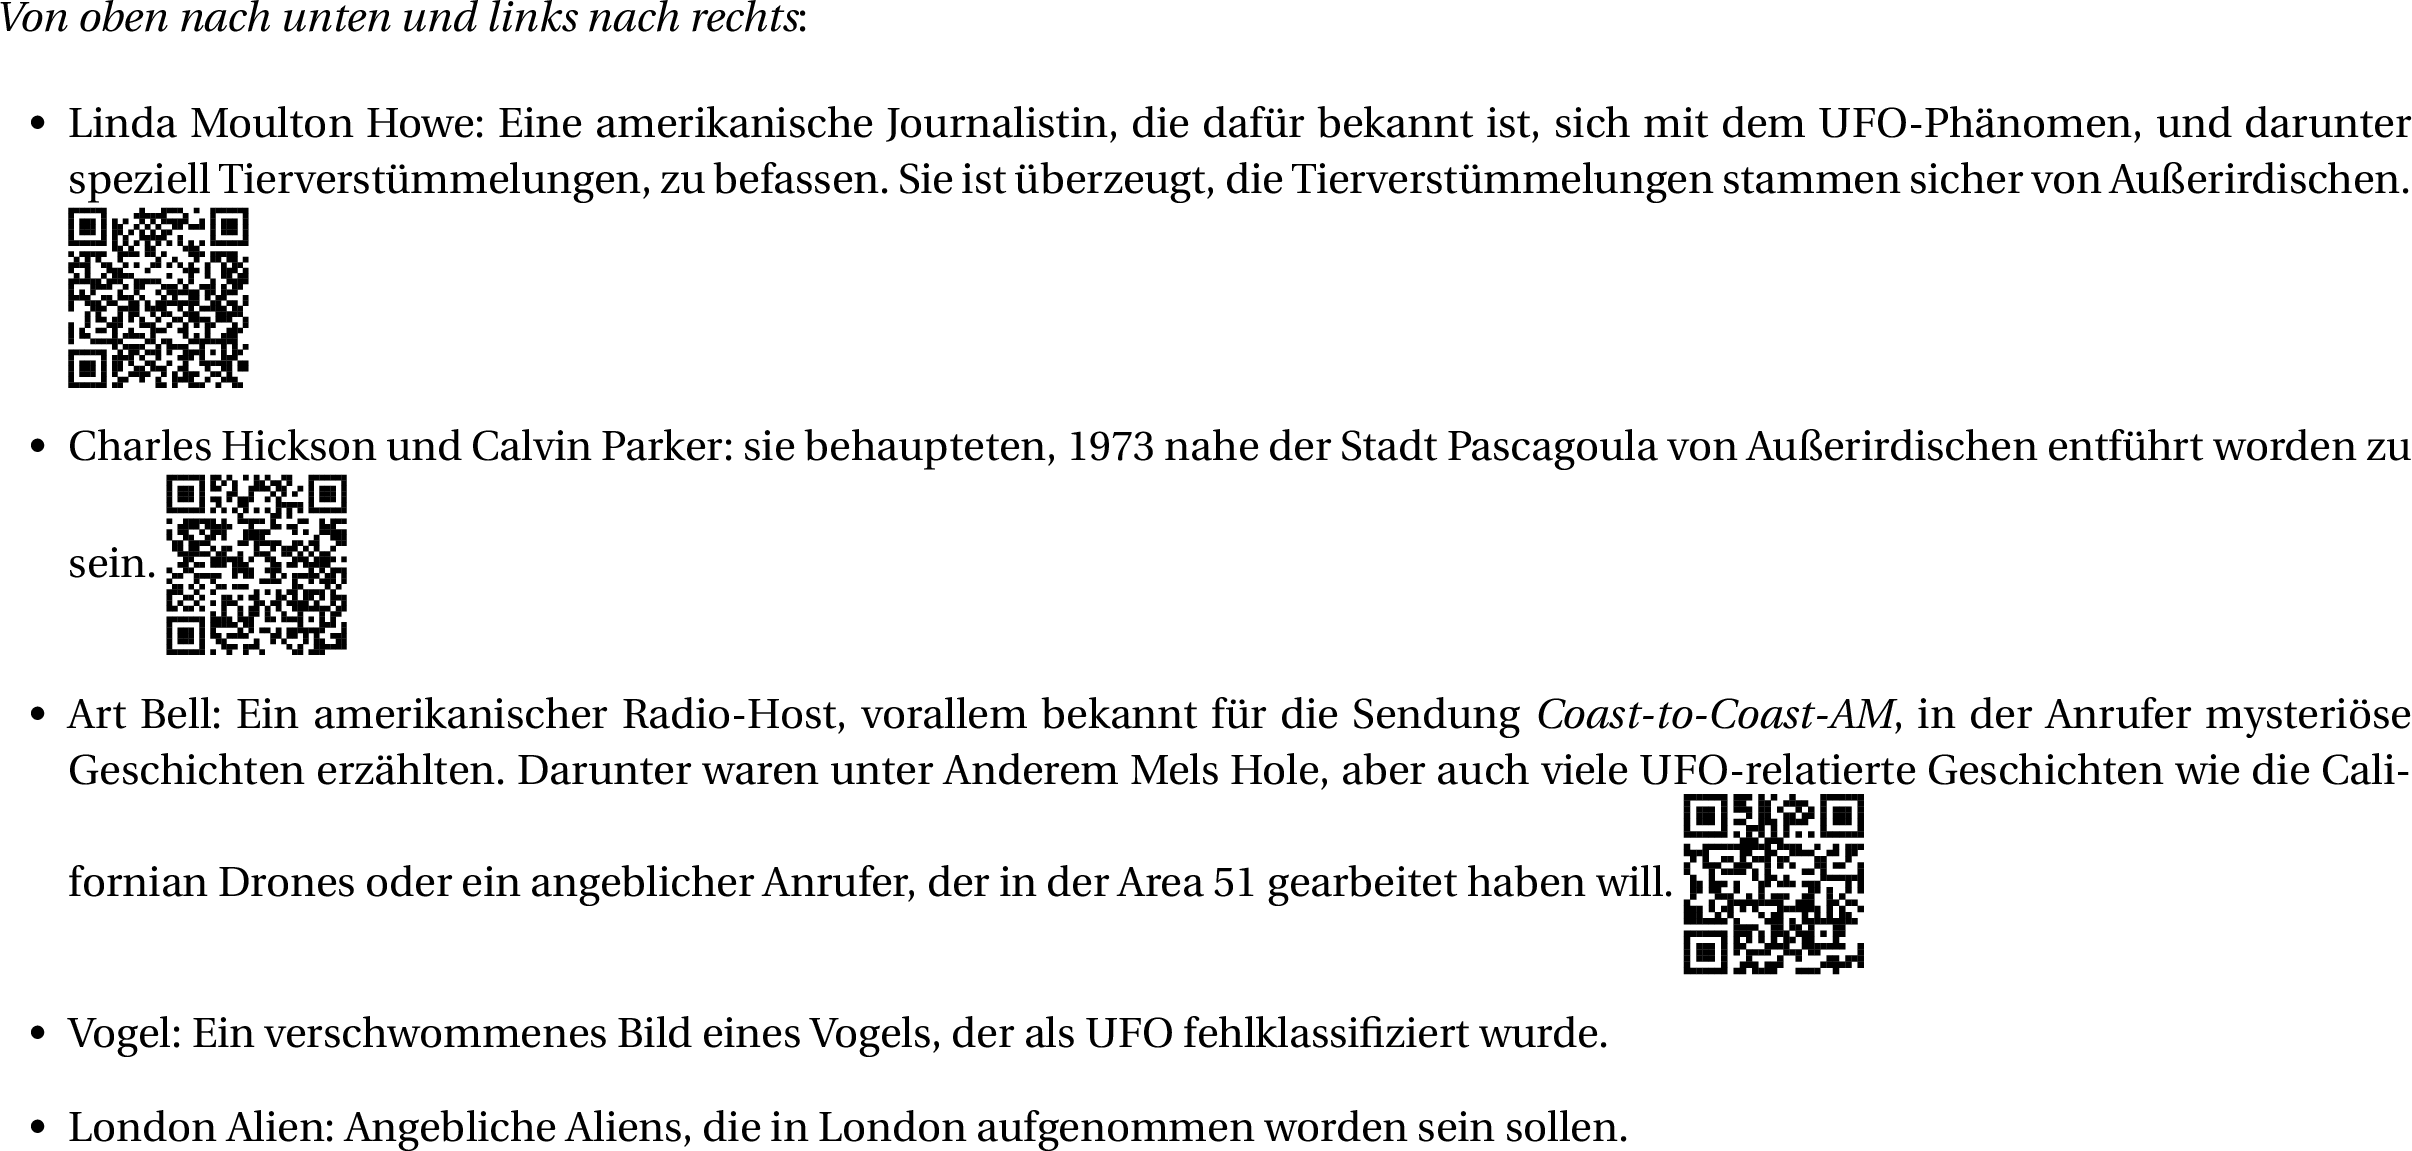 Von oben nach unten und links nach rechts:
• Linda Moulton Howe: Eine amerikanische Journalistin, die dafür bekannt ist, sich mit dem UFO-Phänomen, und darunter
speziell Tierverstümmelungen, zu befassen. Sie ist überzeugt, die Tierverstümmelungen stammen sicher von Außerirdischen.
• Charles Hickson und Calvin Parker: sie behaupteten, 1973 nahe der Stadt Pascagoula von Außerirdischen entführt worden zu
sein.
• Art Bell: Ein amerikanischer Radio-Host, vorallem bekannt für die Sendung Coast-to-Coast-AM, in der Anrufer mysteriöse
Geschichten erzählten. Darunter waren unter Anderem Mels Hole, aber auch viele UFO-relatierte Geschichten wie die Cali-
fornian Drones oder ein angeblicher Anrufer, der in der Area 51 gearbeitet haben will.
• Vogel: Ein verschwommenes Bild eines Vogels, der als UFO fehlklassifiziert wurde.
• London Alien: Angebliche Aliens, die in London aufgenommen worden sein sollen.